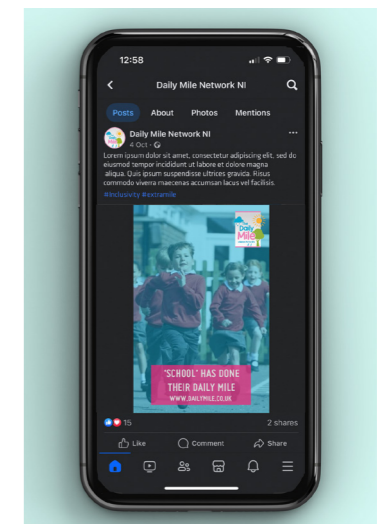 12:58
Daily Mile Network NI
Posts About Photos Mentions
Daily Mile Network NI
4 Oct
Lorem ipsum dolor sit amet, consectetur adipiscing elit, sed do
eiusmod tempor incididunt ut labore et dolore magna
aliqua. Quis ipsum suspendisse ultrices gravida. Risus
commodo viverra maecenas accumsan lacus vel facilisis.
#Inclusivity #extramile
THE
Daily
Mile
'SCHOOL' HAS DONE
THEIR DAILY MILE
WWW.DAILYMILE.CO.UK
15 2 shares
Like Comment Share